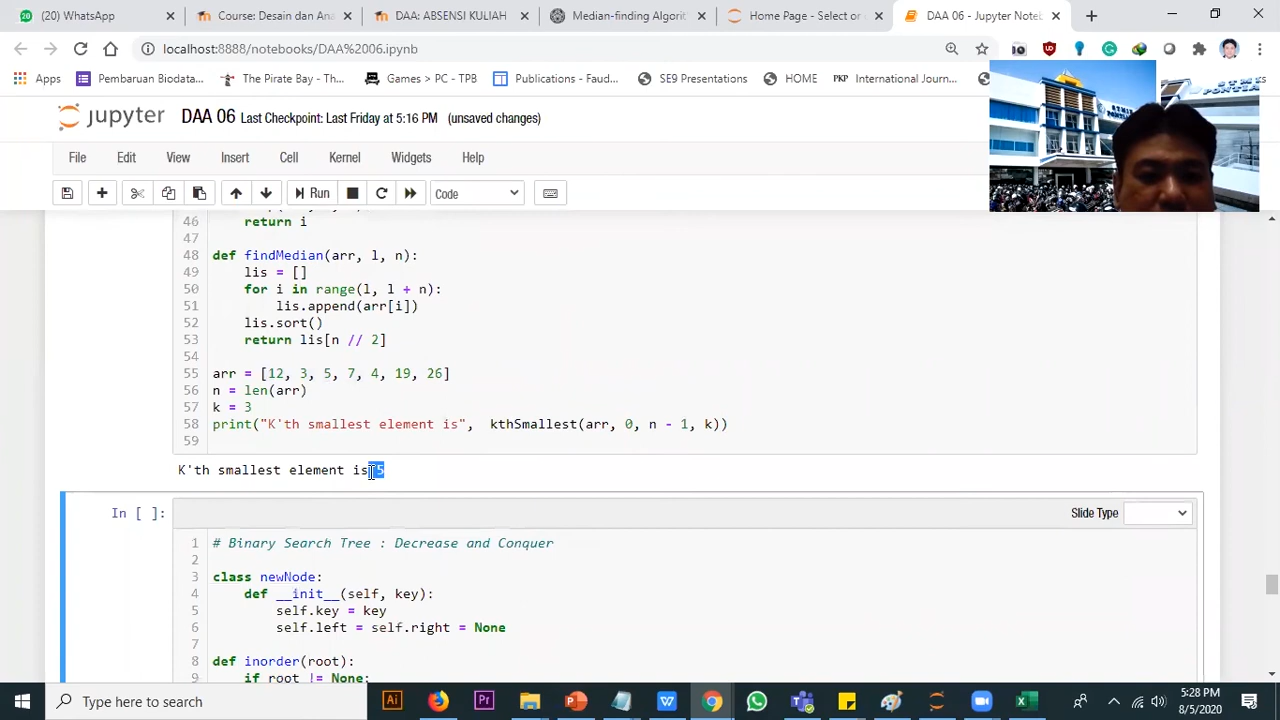 (20) WhatsApp
Course: Desain dan Ana
DAA: ABSENSI KULIAH
Median-finding Algorit
Home Page - Select or
DAA 06 - Jupyter Noteb
localhost:8888/notebooks/DAA%2006.ipynb
Apps
Pembaruan Biodata...
The Pirate Bay - Th...
Games > PC - TPB
Publications - Faud...
SE9 Presentations
HOME
PKP International Journ...
jupyter DAA 06 Last Checkpoint: Last Friday at 5:16 PM (unsaved changes)
File Edit View Insert Cell Kernel Widgets Help
Run
Code
46 return i
47
48 def findMedian(arr, l, n):
49 lis = []
50 for i in range(l, l + n):
51 lis.append(arr[i])
52 lis.sort()
53 return lis[n // 2]
54
55 arr = [12, 3, 5, 7, 4, 19, 26]
56 n = len(arr)
57 k = 3
58 print("K'th smallest element is", kthSmallest(arr, 0, n - 1, k))
59
K'th smallest element is 5
In [ ]:
Slide Type
1 # Binary Search Tree : Decrease and Conquer
2
3 class newNode:
4 def __init__(self, key):
5 self.key = key
6 self.left = self.right = None
7
8 def inorder(root):
9 if root != None:
Type here to search
5:28 PM
8/5/2020